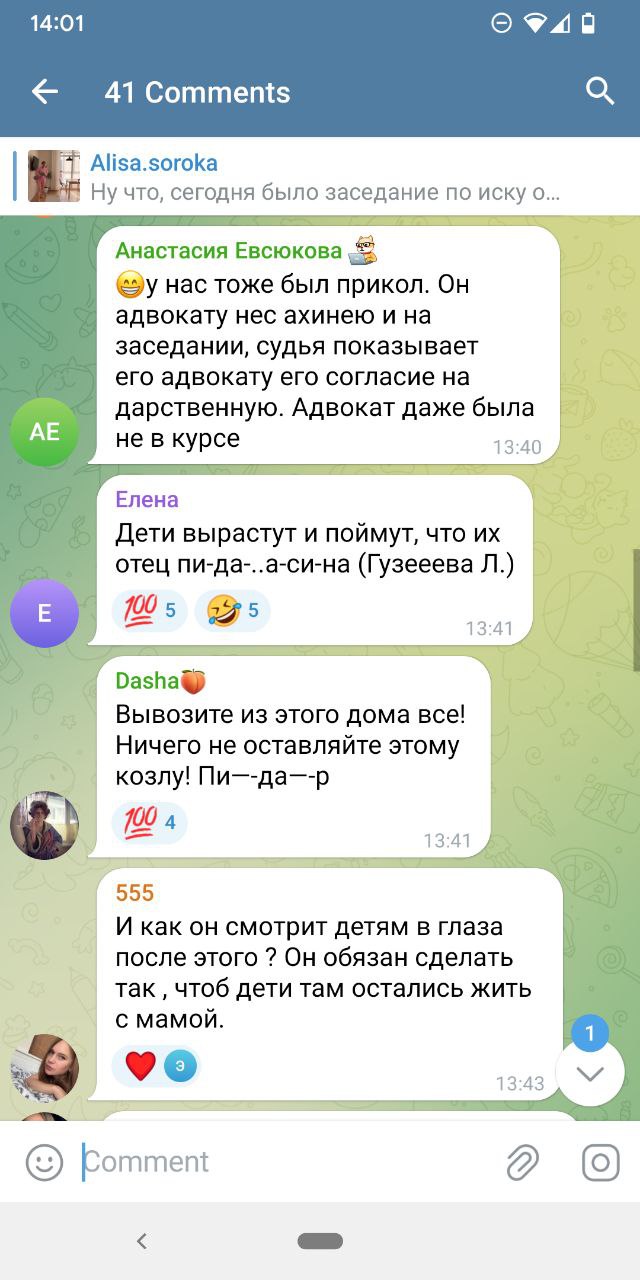 14:01
41 Comments
Alisa.soroka
Ну что, сегодня было заседание по иску о...
Анастасия Евсюкова
😁у нас тоже был прикол. Он
адвокату нес ахинею и на
заседании, судья показывает
его адвокату его согласие на
дарственную. Адвокат даже была
не в курсе
13:40
AE
Елена
Дети вырастут и поймут, что их
отец пи-да-..а-си-на (Гузееева Л.)
💯 5 🤣 5
13:41
E
Dasha🍑
Вывозите из этого дома все!
Ничего не оставляйте этому
козлу! Пи—-да—-р
💯 4
13:41
555
И как он смотрит детям в глаза
после этого ? Он обязан сделать
так , чтоб дети там остались жить
с мамой.
❤️ 3
13:43
1
Comment